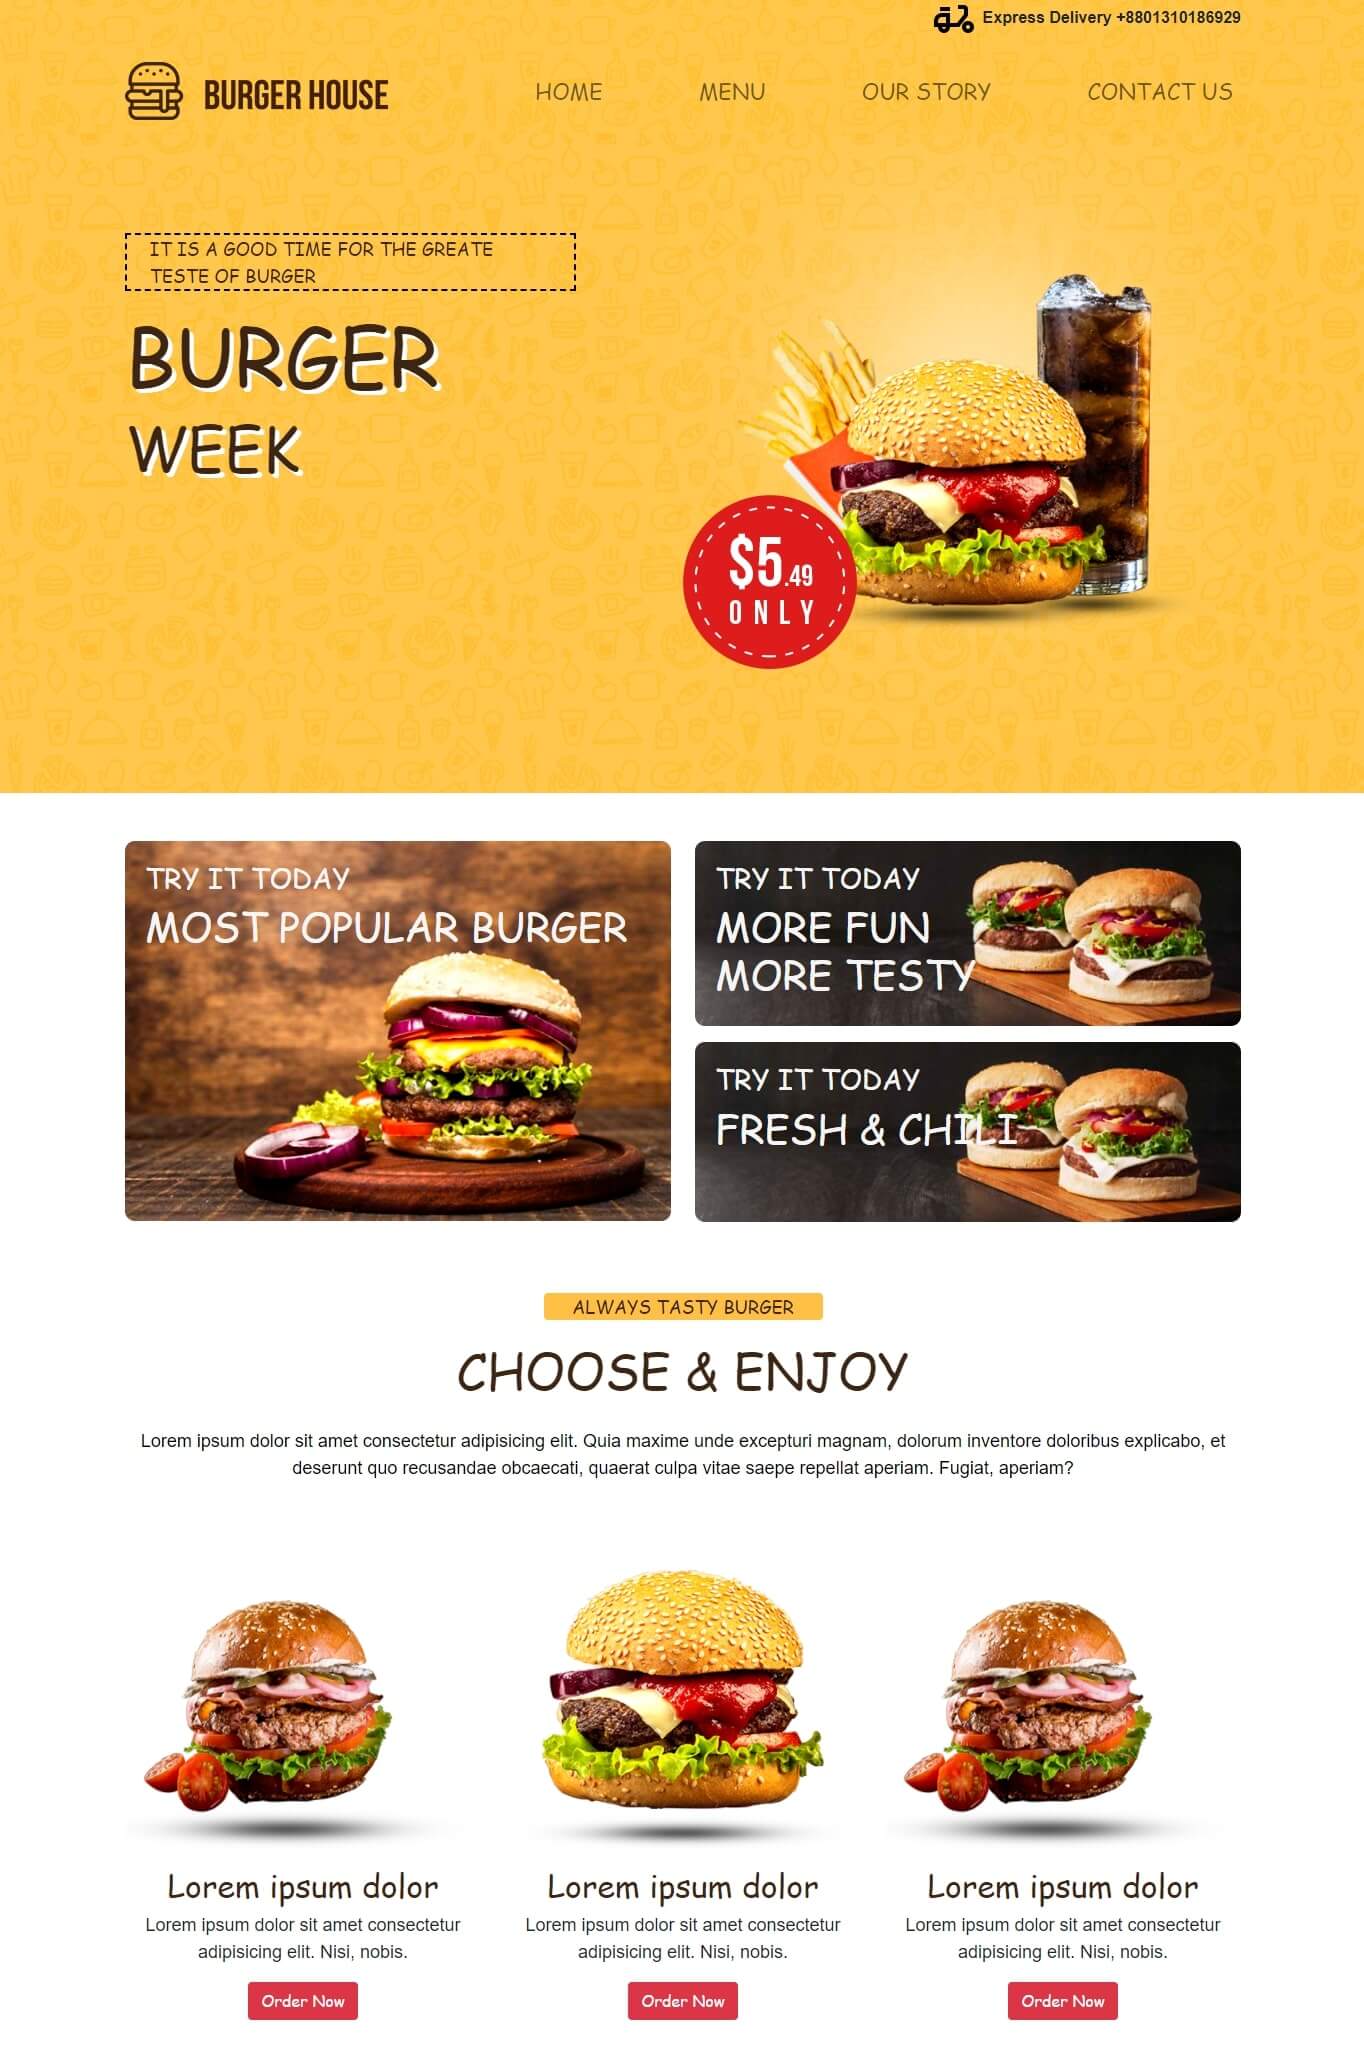 Express Delivery +8801310186929
BURGER HOUSE
HOME
MENU
OUR STORY
CONTACT US
IT IS A GOOD TIME FOR THE GREATE
TESTE OF BURGER
BURGER
WEEK
$5.49
ONLY
TRY IT TODAY
MOST POPULAR BURGER
TRY IT TODAY
MORE FUN
MORE TESTY
TRY IT TODAY
FRESH & CHILI
ALWAYS TASTY BURGER
CHOOSE & ENJOY
Lorem ipsum dolor sit amet consectetur adipisicing elit. Quia maxime unde excepturi magnam, dolorum inventore doloribus explicabo, et
deserunt quo recusandae obcaecati, quaerat culpa vitae saepe repellat aperiam. Fugiat, aperiam?
Lorem ipsum dolor
Lorem ipsum dolor sit amet consectetur
adipisicing elit. Nisi, nobis.
Order Now
Lorem ipsum dolor
Lorem ipsum dolor sit amet consectetur
adipisicing elit. Nisi, nobis.
Order Now
Lorem ipsum dolor
Lorem ipsum dolor sit amet consectetur
adipisicing elit. Nisi, nobis.
Order Now